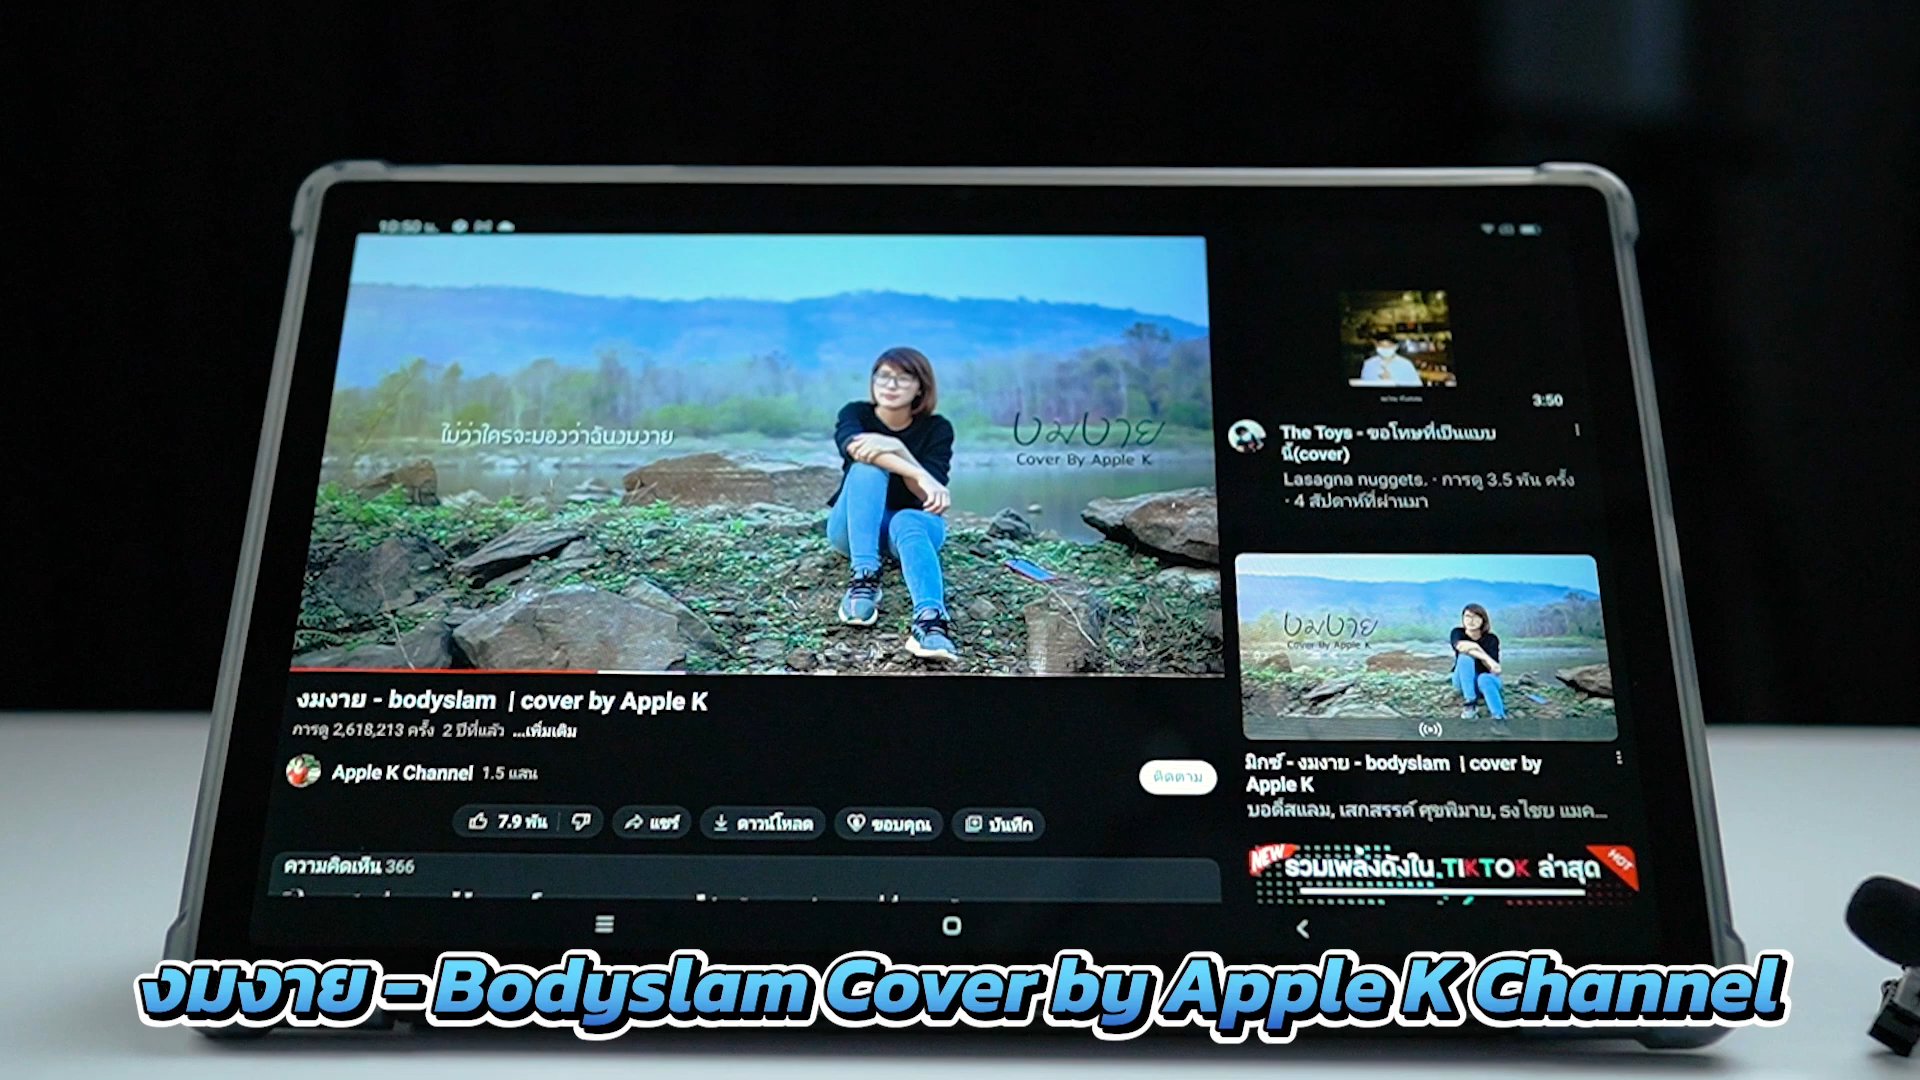 10:50 น.
ไม่ว่าใครจะมองว่าฉันงมงาย
งมงาย
Cover By Apple K
งมงาย - bodyslam | cover by Apple K
การดู 2,618,213 ครั้ง 2 ปีที่แล้ว ...เพิ่มเติม
Apple K Channel 1.5 แสน
ติดตาม
7.9 พัน
แชร์
ดาวน์โหลด
ขอบคุณ
บันทึก
ความคิดเห็น 366
3:50
The Toys - ขอโทษที่เป็นแบบ
นี้(cover)
Lasagna nuggets. · การดู 3.5 พัน ครั้ง
· 4 สัปดาห์ที่ผ่านมา
งมงาย
Cover By Apple K
มิกซ์ - งมงาย - bodyslam | cover by
Apple K
บอดี้สแลม, เสกสรรค์ ศุขพิมาย, ธงไชย แมค...
NEW
รวมเพลงดังใน.TIKTOK ล่าสุด
HOT
งมงาย - Bodyslam Cover by Apple K Channel